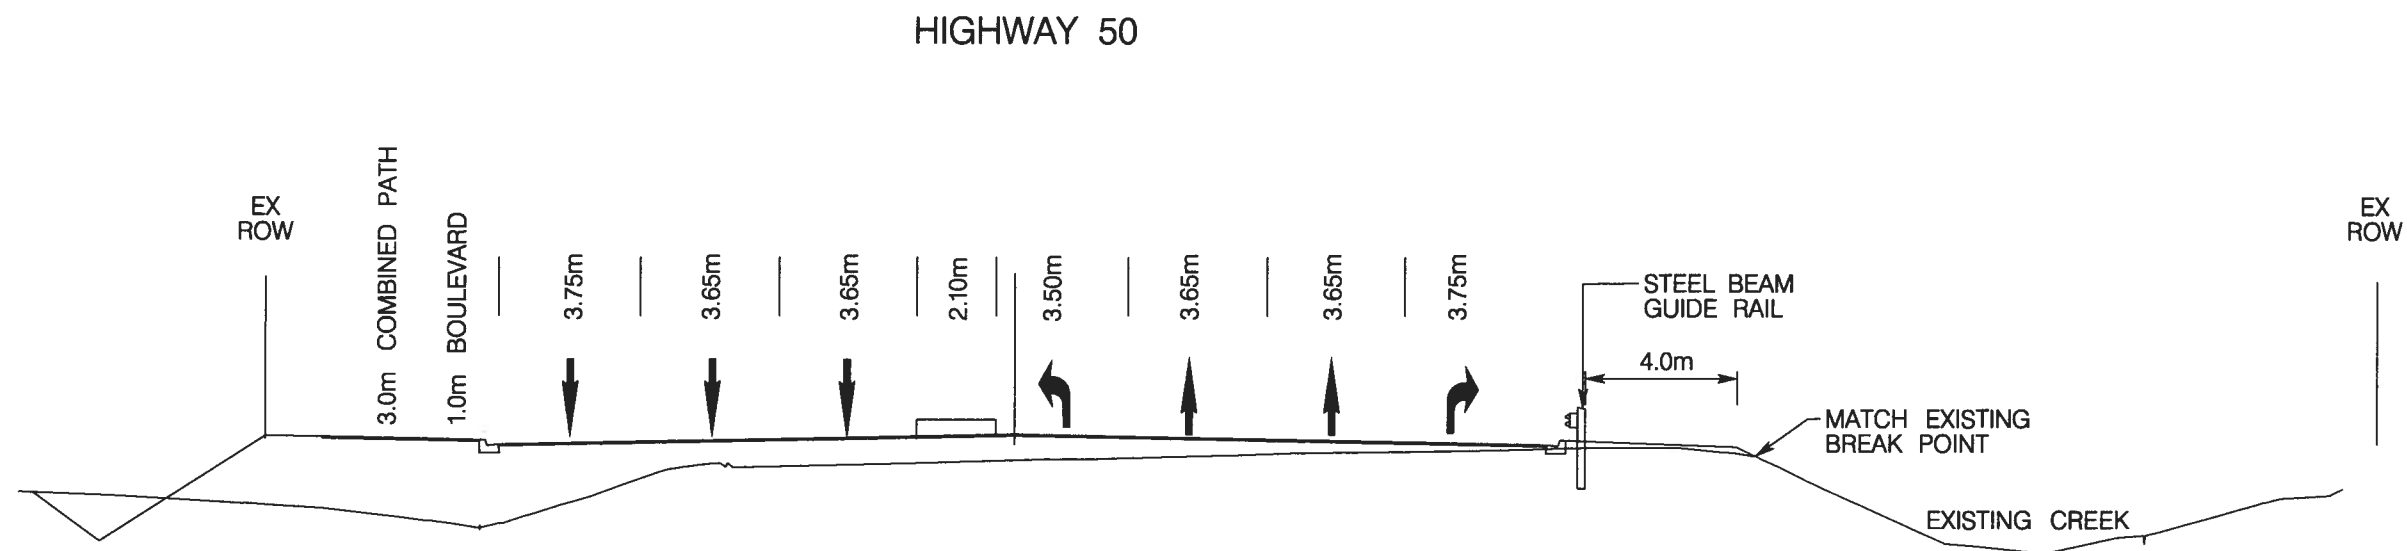 HIGHWAY 50
EX
ROW
3.0m COMBINED PATH
1.0m BOULEVARD
3.75m
3.65m
3.65m
2.10m
3.50m
3.65m
3.65m
3.75m
STEEL BEAM
GUIDE RAIL
4.0m
MATCH EXISTING
BREAK POINT
EXISTING CREEK
EX
ROW